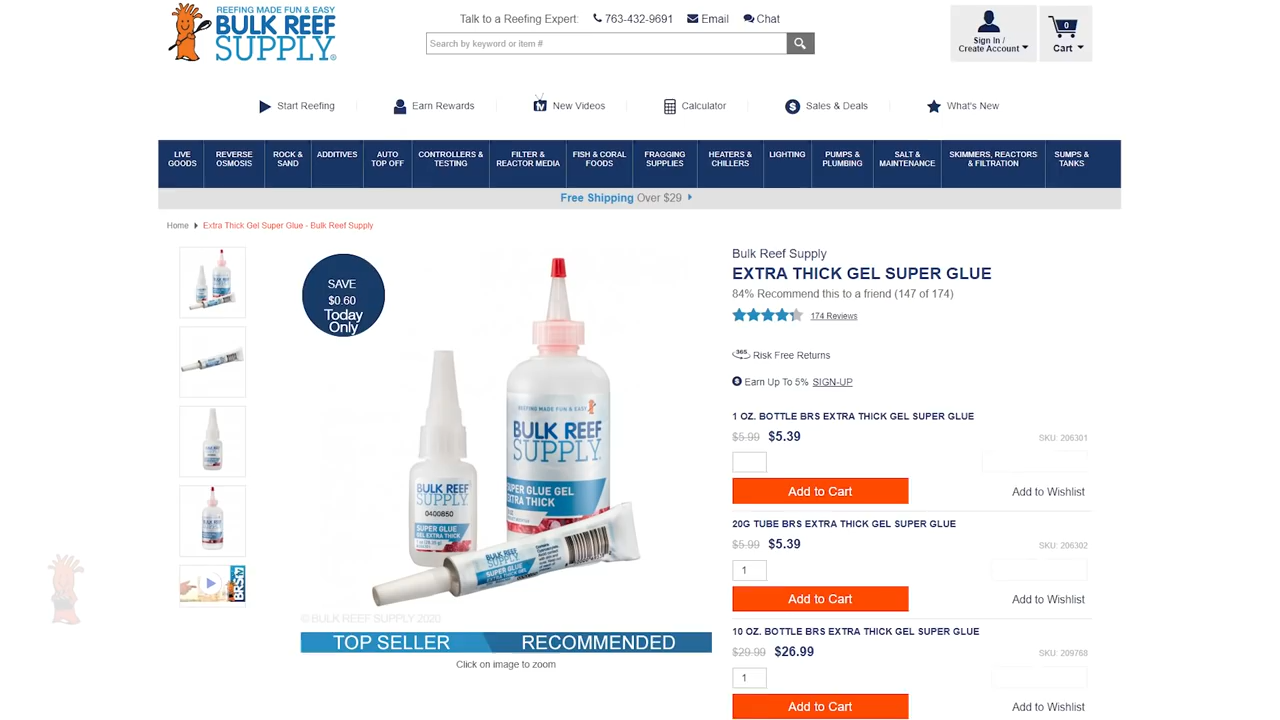 REEFING MADE FUN & EASY
BULK REEF
SUPPLY®
Talk to a Reefing Expert: 763-432-9691 Email Chat
Search by keyword or item #
Sign In /
Create Account
0
Cart
Start Reefing
Earn Rewards
tv New Videos
Calculator
$ Sales & Deals
What's New
LIVE
GOODS
REVERSE
OSMOSIS
ROCK &
SAND
ADDITIVES
AUTO
TOP OFF
CONTROLLERS &
TESTING
FILTER &
REACTOR MEDIA
FISH & CORAL
FOODS
FRAGGING
SUPPLIES
HEATERS &
CHILLERS
LIGHTING
PUMPS &
PLUMBING
SALT &
MAINTENANCE
SKIMMERS, REACTORS
& FILTRATION
SUMPS &
TANKS
Free Shipping Over $29
Home Extra Thick Gel Super Glue - Bulk Reef Supply
SAVE
$0.60
Today
Only
REEFING MADE FUN & EASY
BULK REEF
SUPPLY
SUPER GLUE GEL
EXTRA THICK
BULK REEF
SUPPLY
0400850
SUPER GLUE
GEL EXTRA THICK
BULK REEF
SUPPLY
SUPER GLUE
EXTRA THICK GEL
BRStv
© BULK REEF SUPPLY 2020
TOP SELLER RECOMMENDED
Click on image to zoom
Bulk Reef Supply
EXTRA THICK GEL SUPER GLUE
84% Recommend this to a friend (147 of 174)
174 Reviews
365 Risk Free Returns
$ Earn Up To 5% SIGN-UP
1 OZ. BOTTLE BRS EXTRA THICK GEL SUPER GLUE
$5.99 $5.39
SKU: 206301
Add to Cart
Add to Wishlist
20G TUBE BRS EXTRA THICK GEL SUPER GLUE
$5.99 $5.39
SKU: 206302
1
Add to Cart
Add to Wishlist
10 OZ. BOTTLE BRS EXTRA THICK GEL SUPER GLUE
$29.99 $26.99
SKU: 209768
1
Add to Cart
Add to Wishlist